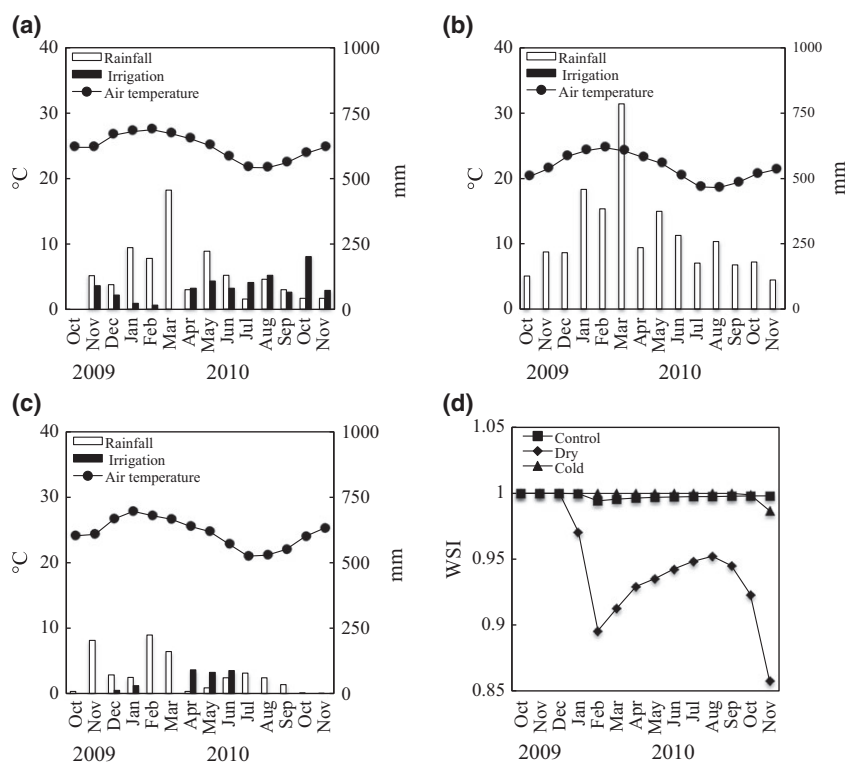 (a)
40
30
20
10
0
°C
1000
750
500
250
0
mm
Rainfall
Irrigation
Air temperature
Oct
Nov
Dec
Jan
Feb
Mar
Apr
May
Jun
Jul
Aug
Sep
Oct
Nov
2009
2010
(b)
40
30
20
10
0
°C
1000
750
500
250
0
mm
Rainfall
Irrigation
Air temperature
Oct
Nov
Dec
Jan
Feb
Mar
Apr
May
Jun
Jul
Aug
Sep
Oct
Nov
2009
2010
(c)
40
30
20
10
0
°C
1000
750
500
250
0
mm
Rainfall
Irrigation
Air temperature
Oct
Nov
Dec
Jan
Feb
Mar
Apr
May
Jun
Jul
Aug
Sep
Oct
Nov
2009
2010
(d)
1.05
1
0.95
0.9
0.85
WSI
Control
Dry
Cold
Oct
Nov
Dec
Jan
Feb
Mar
Apr
May
Jun
Jul
Aug
Sep
Oct
Nov
2009
2010